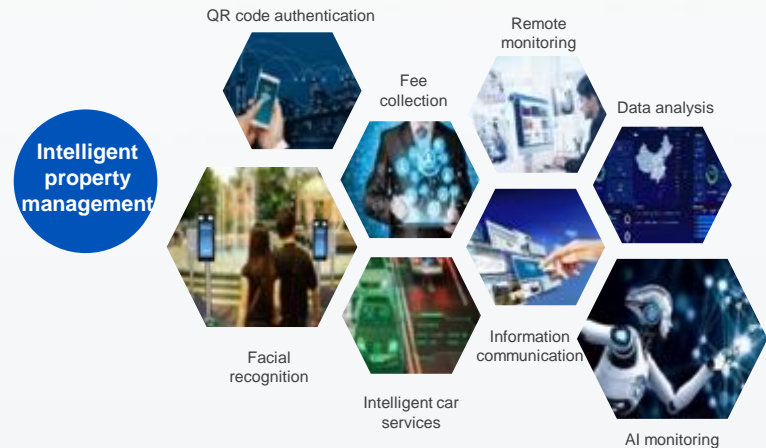 QR code authentication
Remote
monitoring
Fee
collection
Data analysis
Intelligent
property
management
Information
communication
Facial
recognition
Intelligent car
services
AI monitoring